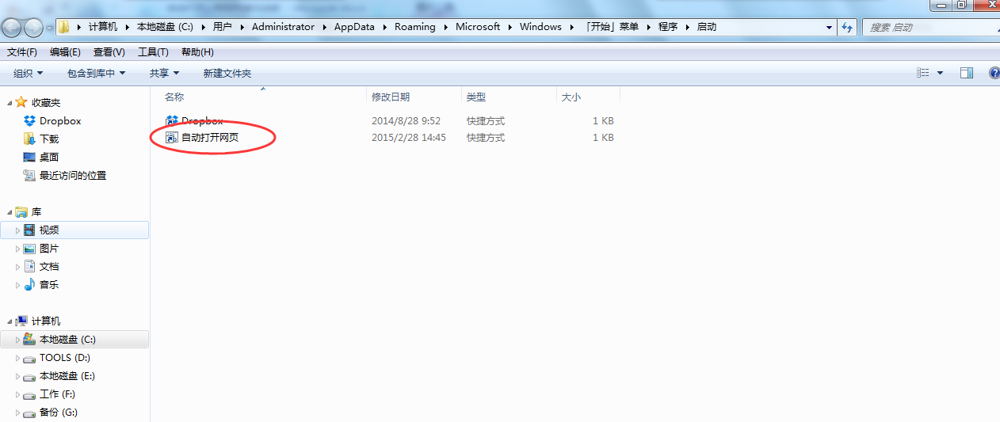 计算机 本地磁盘 (C:) 用户 Administrator AppData Roaming Microsoft Windows 「开始」菜单 程序 启动 搜索 启动
文件(F) 编辑(E) 查看(V) 工具(T) 帮助(H)
组织 包含到库中 共享 新建文件夹
收藏夹
Dropbox
下载
桌面
最近访问的位置
库
视频
图片
文档
音乐
计算机
本地磁盘 (C:)
TOOLS (D:)
本地磁盘 (E:)
工作 (F:)
备份 (G:)
名称 修改日期 类型 大小
Dropbox 2014/8/28 9:52 快捷方式 1 KB
自动打开网页 2015/2/28 14:45 快捷方式 1 KB